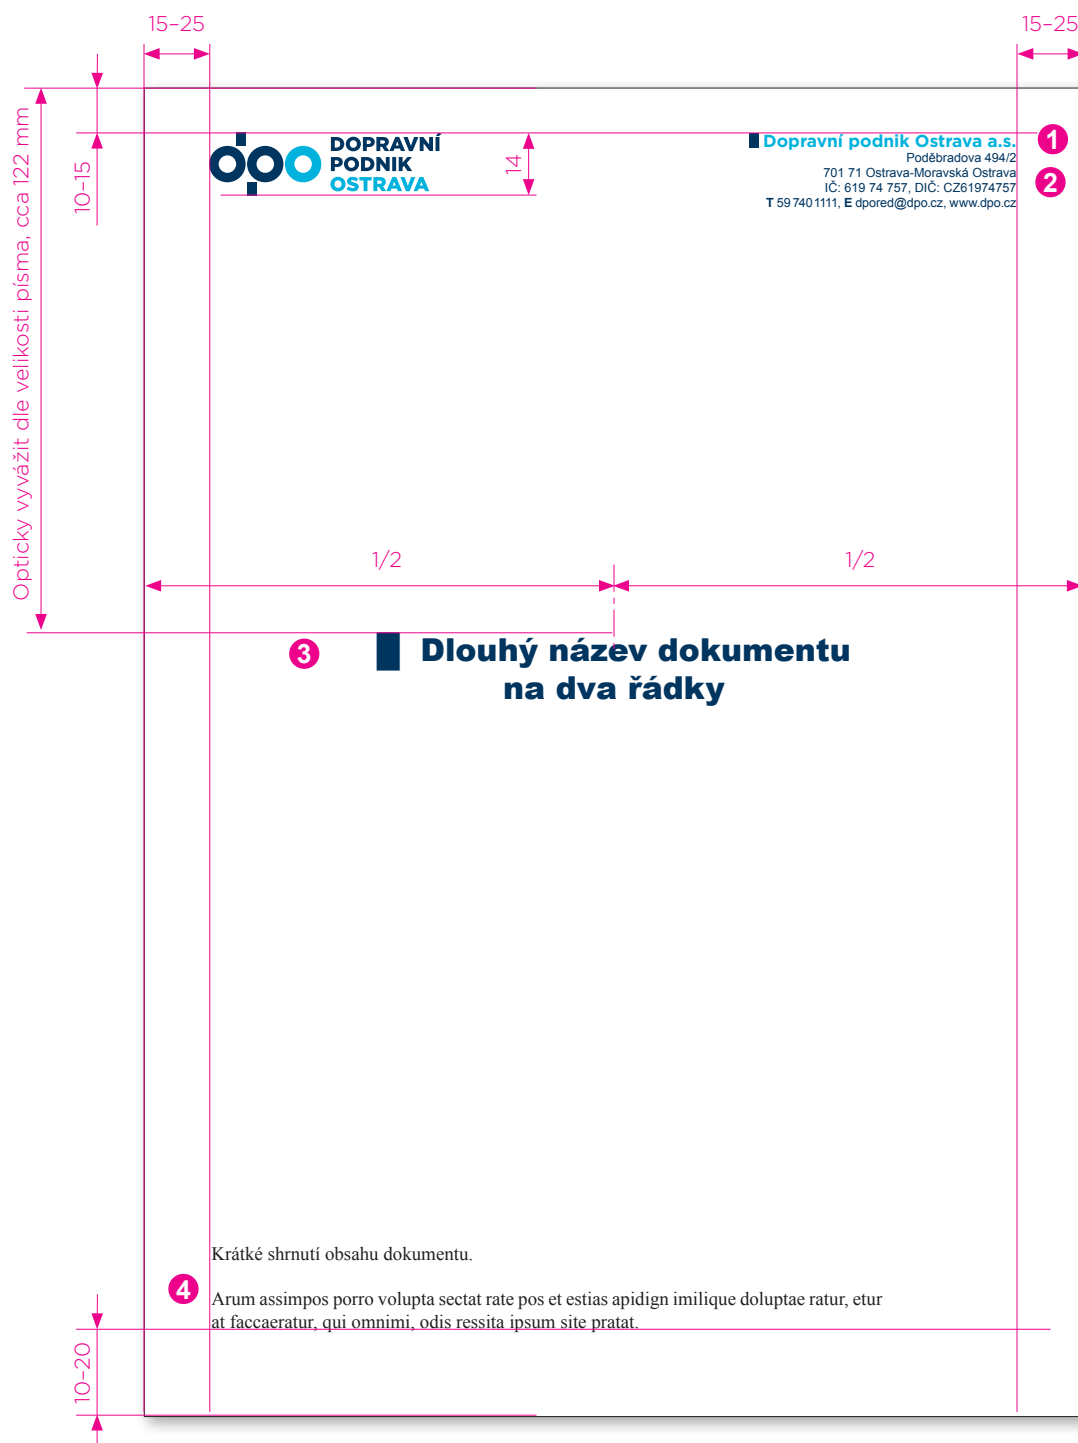 15–25
15–25
Opticky vyvážit dle velikosti písma, cca 122 mm
10–15
dpo
DOPRAVNÍ
PODNIK
OSTRAVA
14
Dopravní podnik Ostrava a.s.
Poděbradova 494/2
701 71 Ostrava-Moravská Ostrava
IČ: 619 74 757, DIČ: CZ61974757
T 59 740 1111, E dpored@dpo.cz, www.dpo.cz
1
2
1/2
1/2
3
Dlouhý název dokumentu
na dva řádky
Krátké shrnutí obsahu dokumentu.
4
Arum assimpos porro volupta sectat rate pos et estias apidign imilique doluptae ratur, etur
at faccaeratur, qui omnimi, odis ressita ipsum site pratat.
10–20